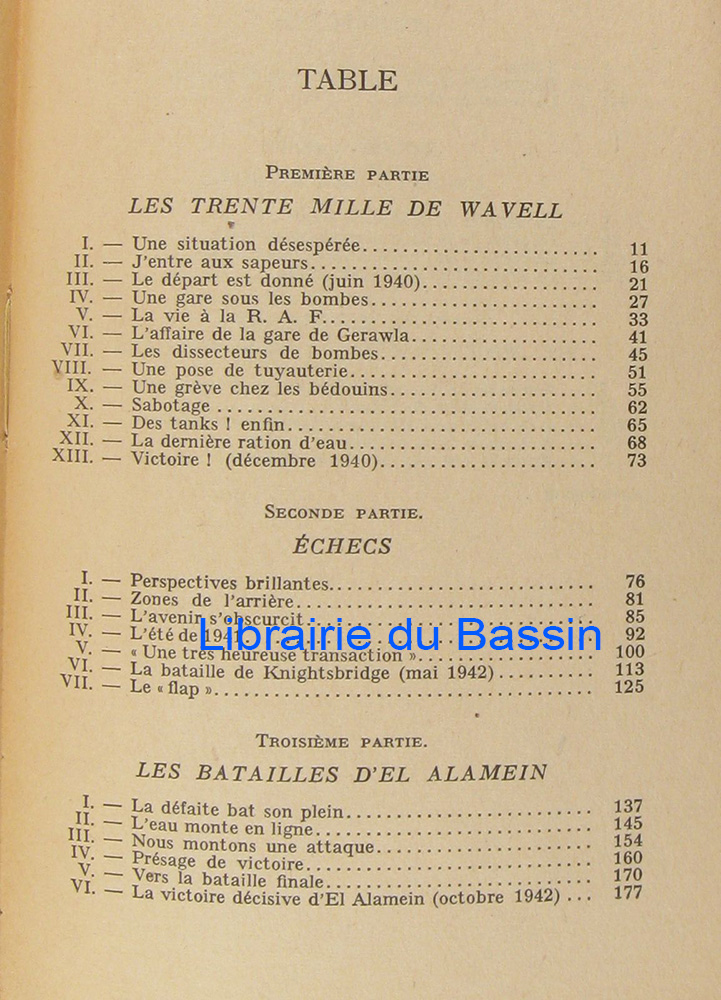 TABLE
PREMIÈRE PARTIE
LES TRENTE MILLE DE WAVELL
I. — Une situation désespérée........................ 11
II. — J'entre aux sapeurs............................. 16
III. — Le départ est donné (juin 1940).................. 21
IV. — Une gare sous les bombes........................ 27
V. — La vie à la R. A. F............................. 33
VI. — L'affaire de la gare de Gerawla................... 41
VII. — Les dissecteurs de bombes....................... 45
VIII. — Une pose de tuyauterie.......................... 51
IX. — Une grève chez les bédouins...................... 55
X. — Sabotage ........................................ 62
XI. — Des tanks ! enfin................................ 65
XII. — La dernière ration d'eau......................... 68
XIII. — Victoire ! (décembre 1940)...................... 73
SECONDE PARTIE.
ÉCHECS
I. — Perspectives brillantes........................... 76
II. — Zones de l'arrière............................... 81
III. — L'avenir s'obscurcit............................. 85
IV. — L'été de 1941.................................... 92
Librairie du Bassin
V. — « Une très heureuse transaction ».................. 100
VI. — La bataille de Knightsbridge (mai 1942).......... 113
VII. — Le « flap »...................................... 125
TROISIÈME PARTIE.
LES BATAILLES D'EL ALAMEIN
I. — La défaite bat son plein.......................... 137
II. — L'eau monte en ligne............................. 145
III. — Nous montons une attaque........................ 154
IV. — Présage de victoire.............................. 160
V. — Vers la bataille finale............................ 170
VI. — La victoire décisive d'El Alamein (octobre 1942) ... 177